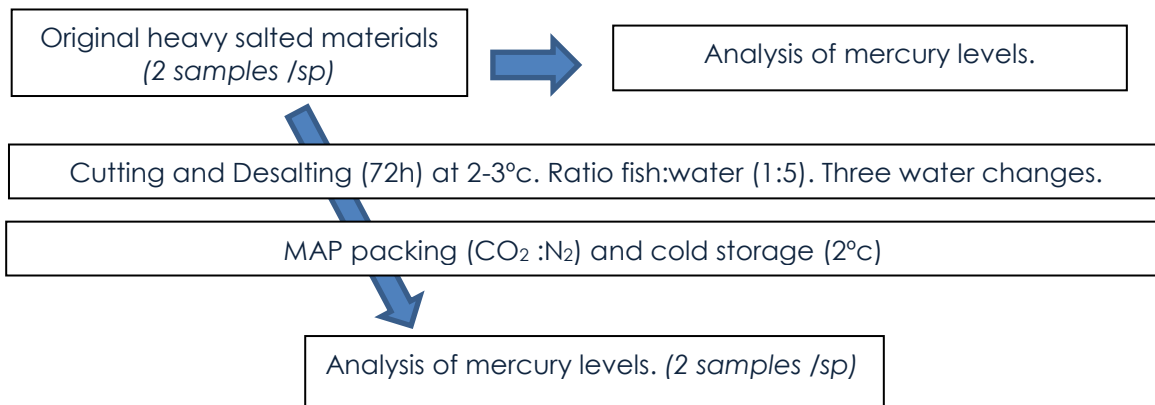 Original heavy salted materials
(2 samples /sp)
Analysis of mercury levels.
Cutting and Desalting (72h) at 2-3ºc. Ratio fish:water (1:5). Three water changes.
MAP packing (CO₂ :N₂) and cold storage (2ºc)
Analysis of mercury levels. (2 samples /sp)